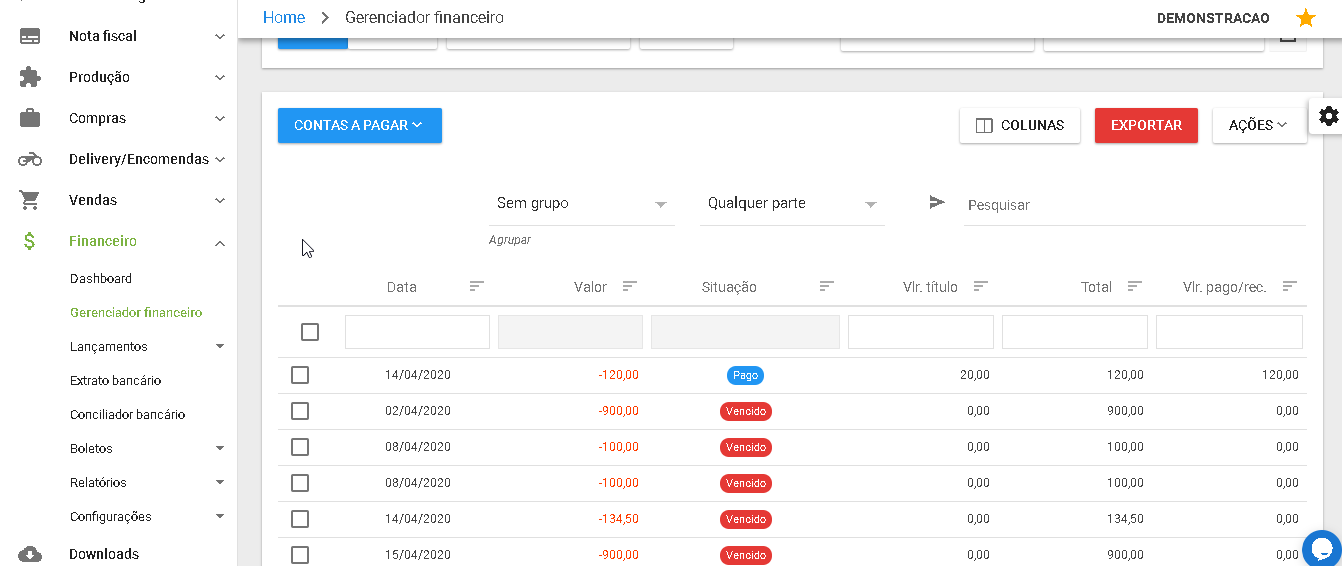 Home > Gerenciador financeiro
DEMONSTRACAO
Nota fiscal
Produção
Compras
Delivery/Encomendas
Vendas
Financeiro
Dashboard
Gerenciador financeiro
Lançamentos
Extrato bancário
Conciliador bancário
Boletos
Relatórios
Configurações
Downloads
CONTAS A PAGAR
COLUNAS
EXPORTAR
AÇÕES
Sem grupo
Qualquer parte
Pesquisar
Agrupar
Data Valor Situação Vlr. título Total Vlr. pago/rec.
14/04/2020 -120,00 Pago 20,00 120,00 120,00
02/04/2020 -900,00 Vencido 0,00 900,00 0,00
08/04/2020 -100,00 Vencido 0,00 100,00 0,00
08/04/2020 -100,00 Vencido 0,00 100,00 0,00
14/04/2020 -134,50 Vencido 0,00 134,50 0,00
15/04/2020 -900,00 Vencido 0,00 900,00 0,00